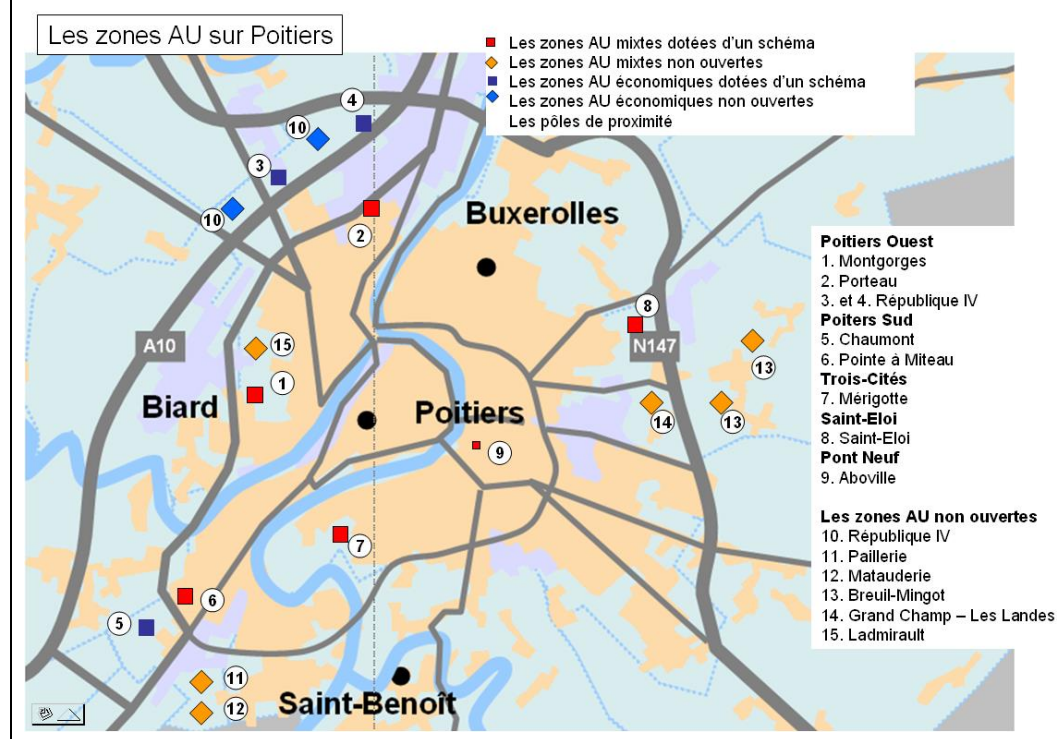 Les zones AU sur Poitiers
Les zones AU mixtes dotées d'un schéma
Les zones AU mixtes non ouvertes
Les zones AU économiques dotées d'un schéma
Les zones AU économiques non ouvertes
Les pôles de proximité
4
10
3
10
2
Buxerolles
8
A10
15
N147
13
1
Biard
Poitiers
14
13
9
7
6
5
11
Saint-Benoît
12
Poitiers Ouest
1. Montgorges
2. Porteau
3. et 4. République IV
Poitiers Sud
5. Chaumont
6. Pointe à Miteau
Trois-Cités
7. Mérigotte
Saint-Eloi
8. Saint-Eloi
Pont Neuf
9. Aboville
Les zones AU non ouvertes
10. République IV
11. Paillerie
12. Matauderie
13. Breuil-Mingot
14. Grand Champ – Les Landes
15. Ladmirault